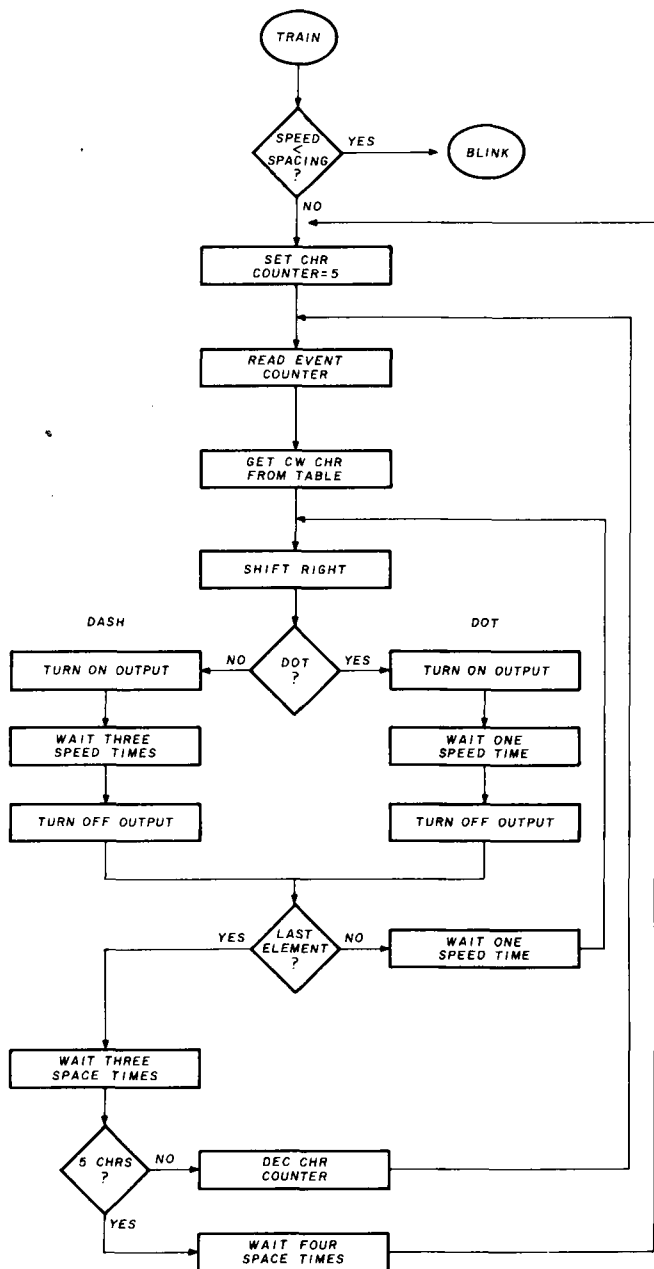 TRAIN
SPEED
<
SPACING
?
YES
BLINK
NO
SET CHR
COUNTER=5
READ EVENT
COUNTER
GET CW CHR
FROM TABLE
SHIFT RIGHT
DASH
DOT
NO
DOT
?
YES
TURN ON OUTPUT
TURN ON OUTPUT
WAIT THREE
SPEED TIMES
WAIT ONE
SPEED TIME
TURN OFF OUTPUT
TURN OFF OUTPUT
YES
LAST
ELEMENT
?
NO
WAIT ONE
SPEED TIME
WAIT THREE
SPACE TIMES
5 CHRS
?
NO
DEC CHR
COUNTER
YES
WAIT FOUR
SPACE TIMES